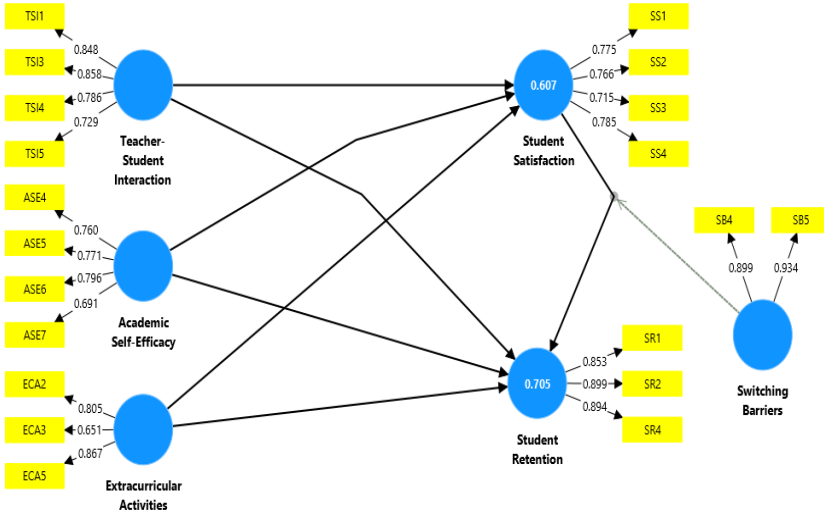 TSI1
0.848
TSI3
0.858
TSI4
0.786
TSI5
0.729
Teacher-
Student
Interaction
ASE4
0.760
ASE5
0.771
ASE6
0.796
ASE7
0.691
Academic
Self-Efficacy
ECA2
0.805
ECA3
0.651
ECA5
0.867
Extracurricular
Activities
0.607
Student
Satisfaction
SS1
0.775
SS2
0.766
SS3
0.715
SS4
0.785
SB4
SB5
0.899
0.934
Switching
Barriers
0.705
Student
Retention
SR1
0.853
SR2
0.899
SR4
0.894